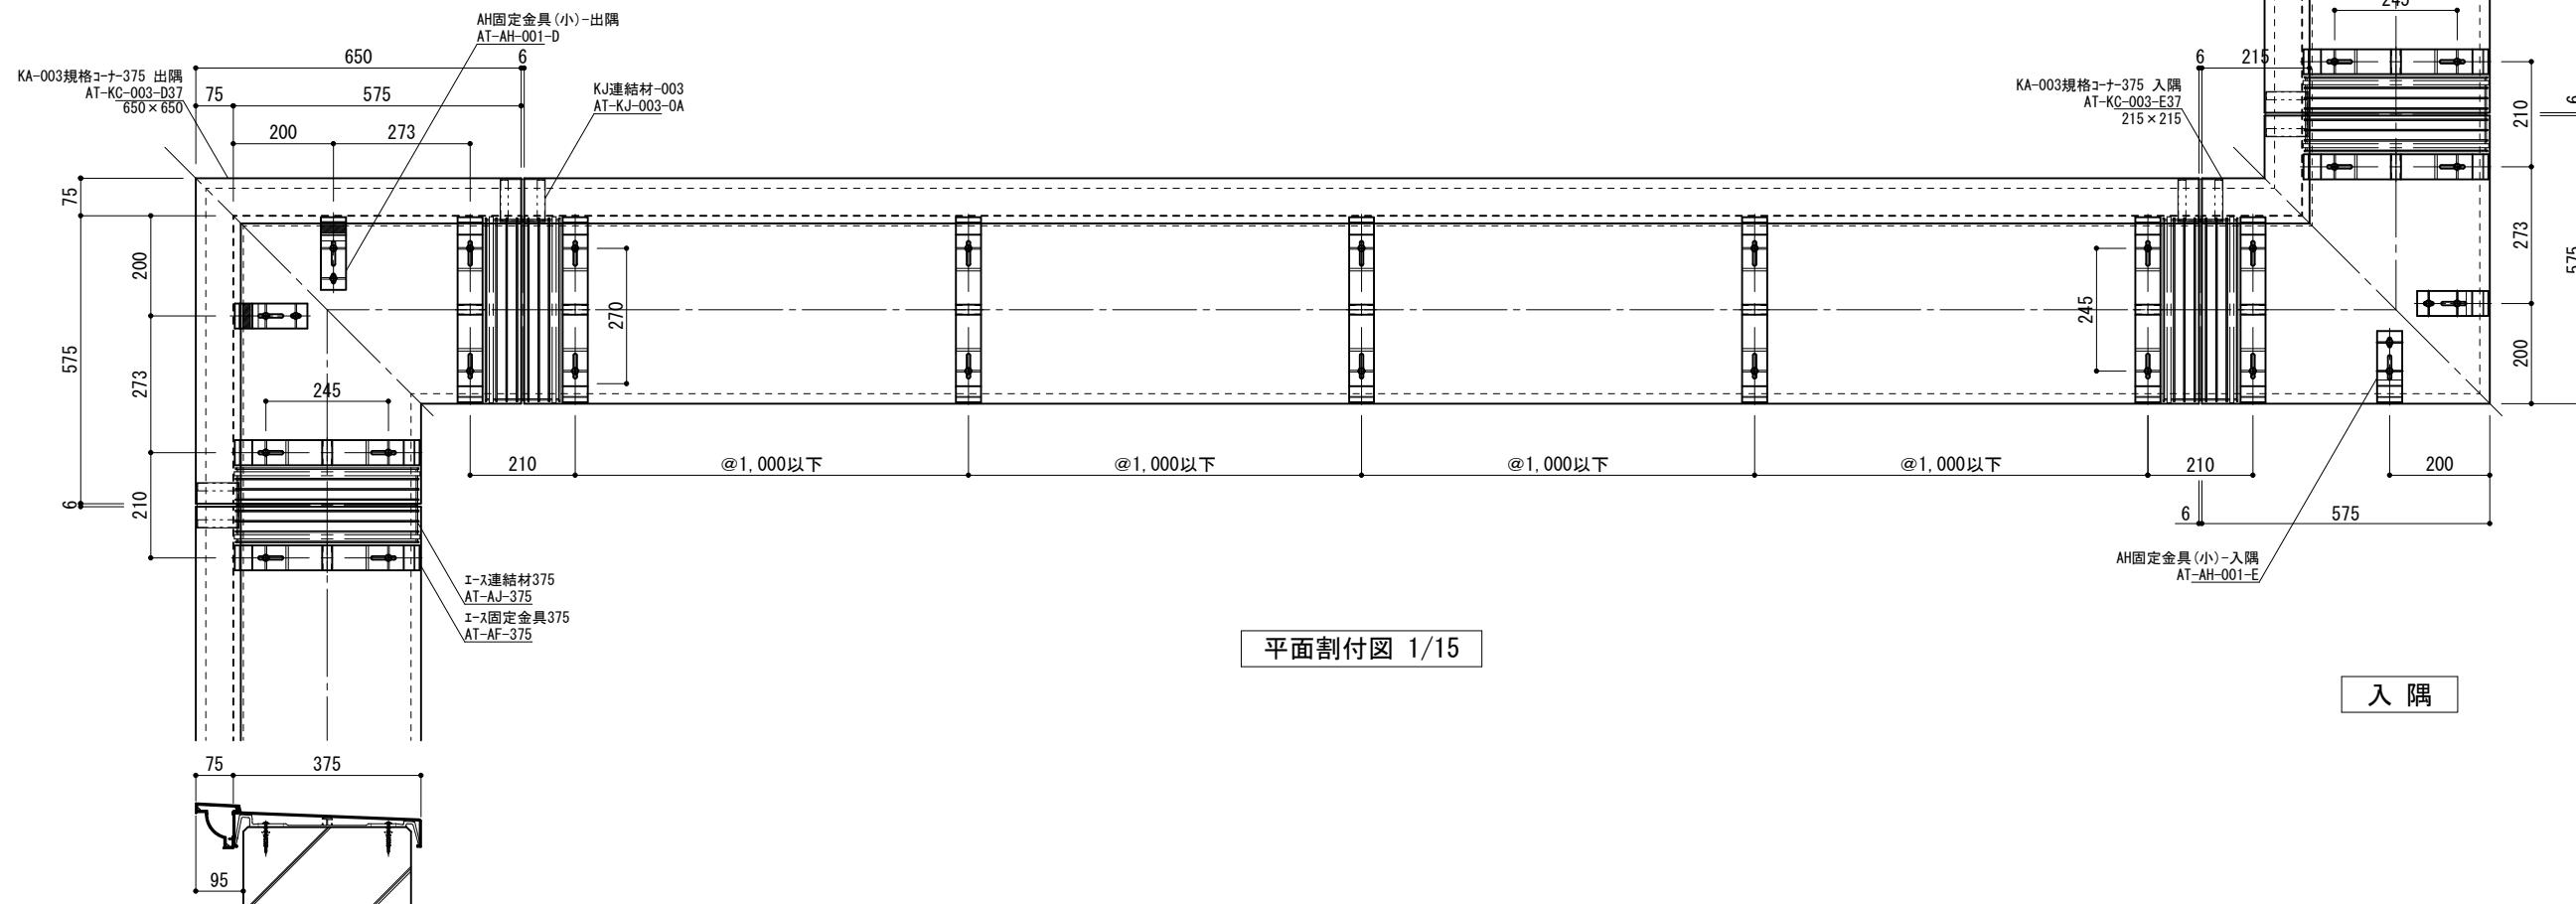 AH固定金具(小)-出隅
AT-AH-001-D
650
6
KA-003規格ｺｰﾅｰ-375 出隅
AT-KC-003-D37
650×650
75
575
KJ連結材-003
AT-KJ-003-0A
200
273
75
200
575
273
6
210
245
270
210
@1,000以下
@1,000以下
@1,000以下
@1,000以下
210
200
6
575
245
245
6
215
KA-003規格ｺｰﾅｰ-375 入隅
AT-KC-003-E37
215×215
210
6
273
575
200
AH固定金具(小)-入隅
AT-AH-001-E
ｴｰｽ連結材375
AT-AJ-375
ｴｰｽ固定金具375
AT-AF-375
平面割付図 1/15
入 隅
75
375
95